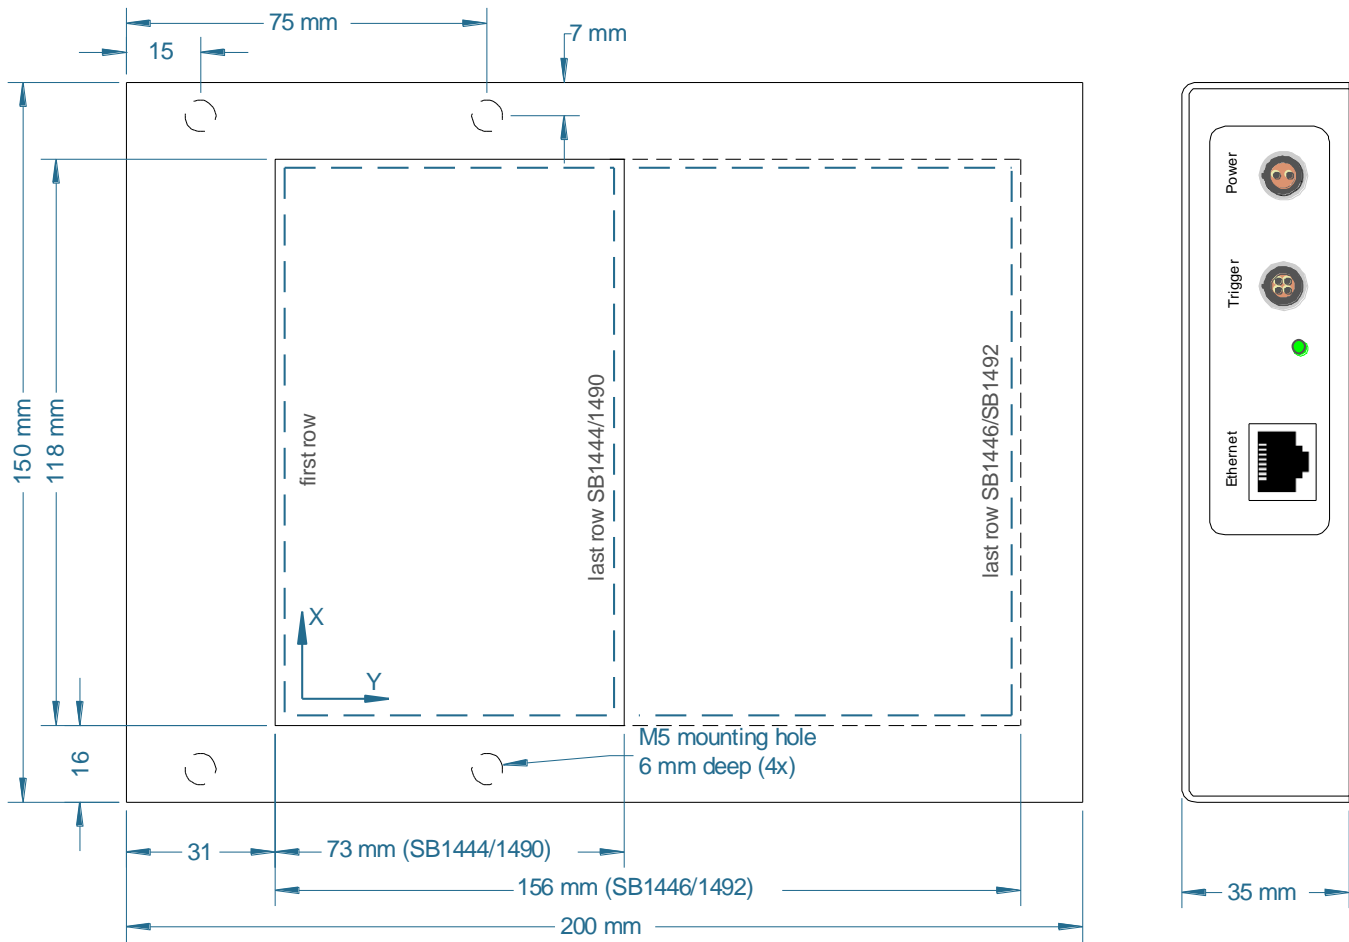 75 mm
15
7 mm
150 mm
118 mm
16
first row
last row SB1444/1490
last row SB1446/SB1492
X
Y
M5 mounting hole
6 mm deep (4x)
31
73 mm (SB1444/1490)
156 mm (SB1446/1492)
200 mm
Power
Trigger
Ethernet
35 mm